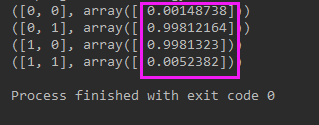 ([0, 0], array([ 0.00148738]))
([0, 1], array([ 0.99812164]))
([1, 0], array([ 0.9981323]))
([1, 1], array([ 0.0052382]))
Process finished with exit code 0